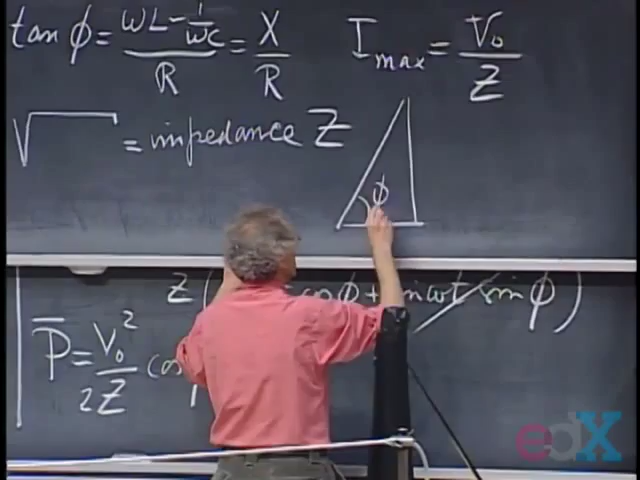 tan φ = (ωL − 1/ωC)/R = X/R
I max = V₀/Z
√ = impedance Z
φ
Z ( cos φ + sin ωt sin φ )
P̄ = V₀²/2Z cos
edX